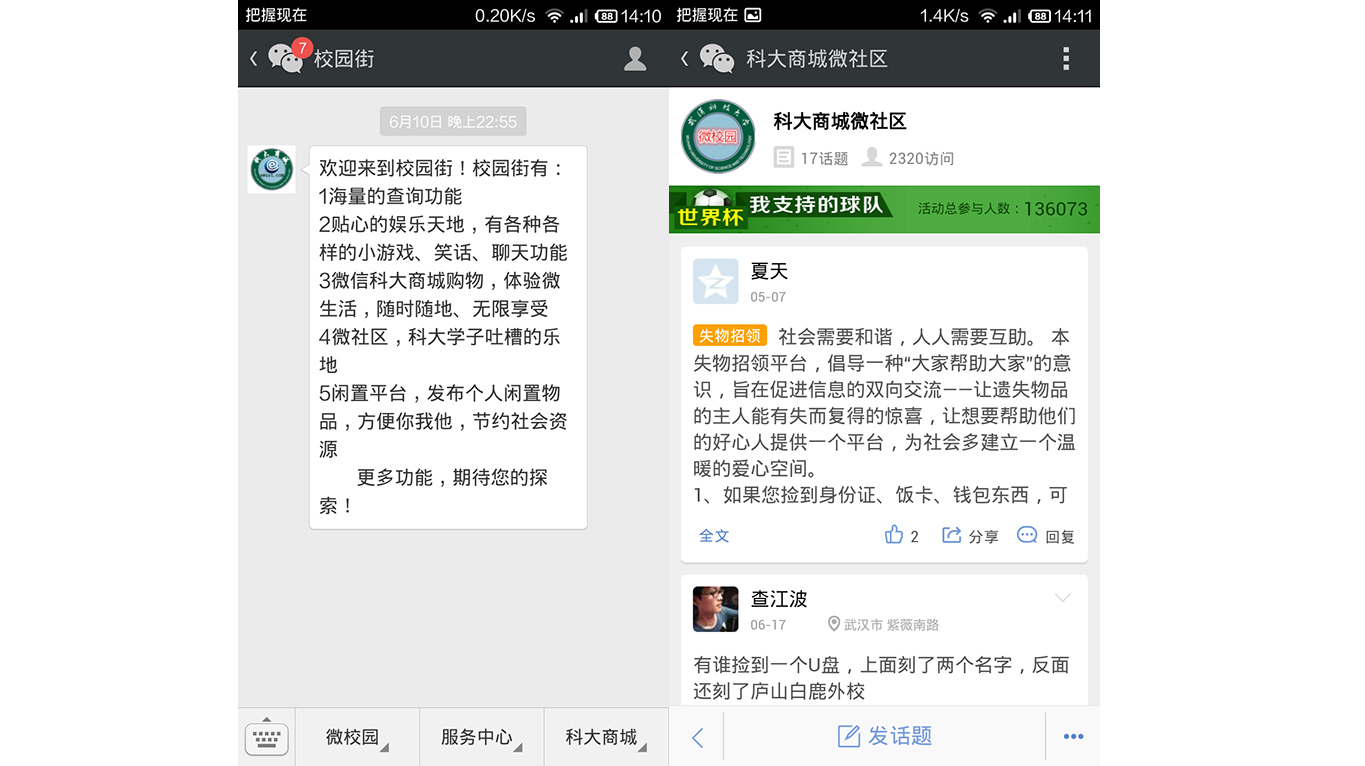 把握现在
0.20K/s 88 14:10
7
校园街
6月10日 晚上22:55
欢迎来到校园街！校园街有：
1海量的查询功能
2贴心的娱乐天地，有各种各
样的小游戏、笑话、聊天功能
3微信科大商城购物，体验微
生活，随时随地、无限享受
4微社区，科大学子吐槽的乐
地
5闲置平台，发布个人闲置物
品，方便你我他，节约社会资
源
更多功能，期待您的探
索！
微校园
服务中心
科大商城
把握现在
1.4K/s 88 14:11
科大商城微社区
武汉科技大学
微校园
WUHAN UNIVERSITY OF SCIENCE AND TECHNOLOGY
科大商城微社区
17话题 2320访问
世界杯 我支持的球队 活动总参与人数：136073
夏天
05-07
失物招领 社会需要和谐，人人需要互助。 本
失物招领平台，倡导一种“大家帮助大家”的意
识，旨在促进信息的双向交流——让遗失物品
的主人能有失而复得的惊喜，让想要帮助他们
的好心人提供一个平台，为社会多建立一个温
暖的爱心空间。
1、如果您捡到身份证、饭卡、钱包东西，可
全文 2 分享 回复
查江波
06-17 武汉市 紫薇南路
有谁捡到一个U盘，上面刻了两个名字，反面
还刻了庐山白鹿外校
发话题